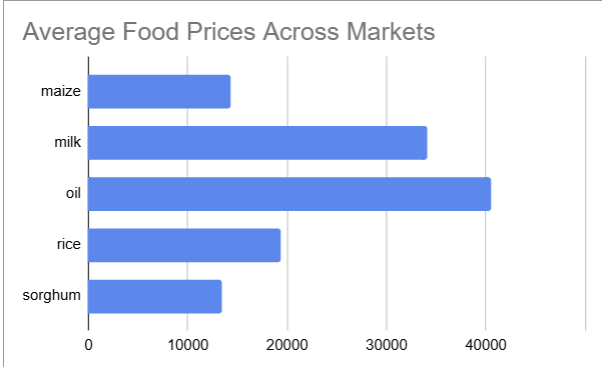 Average Food Prices Across Markets
maize
milk
oil
rice
sorghum
0 10000 20000 30000 40000